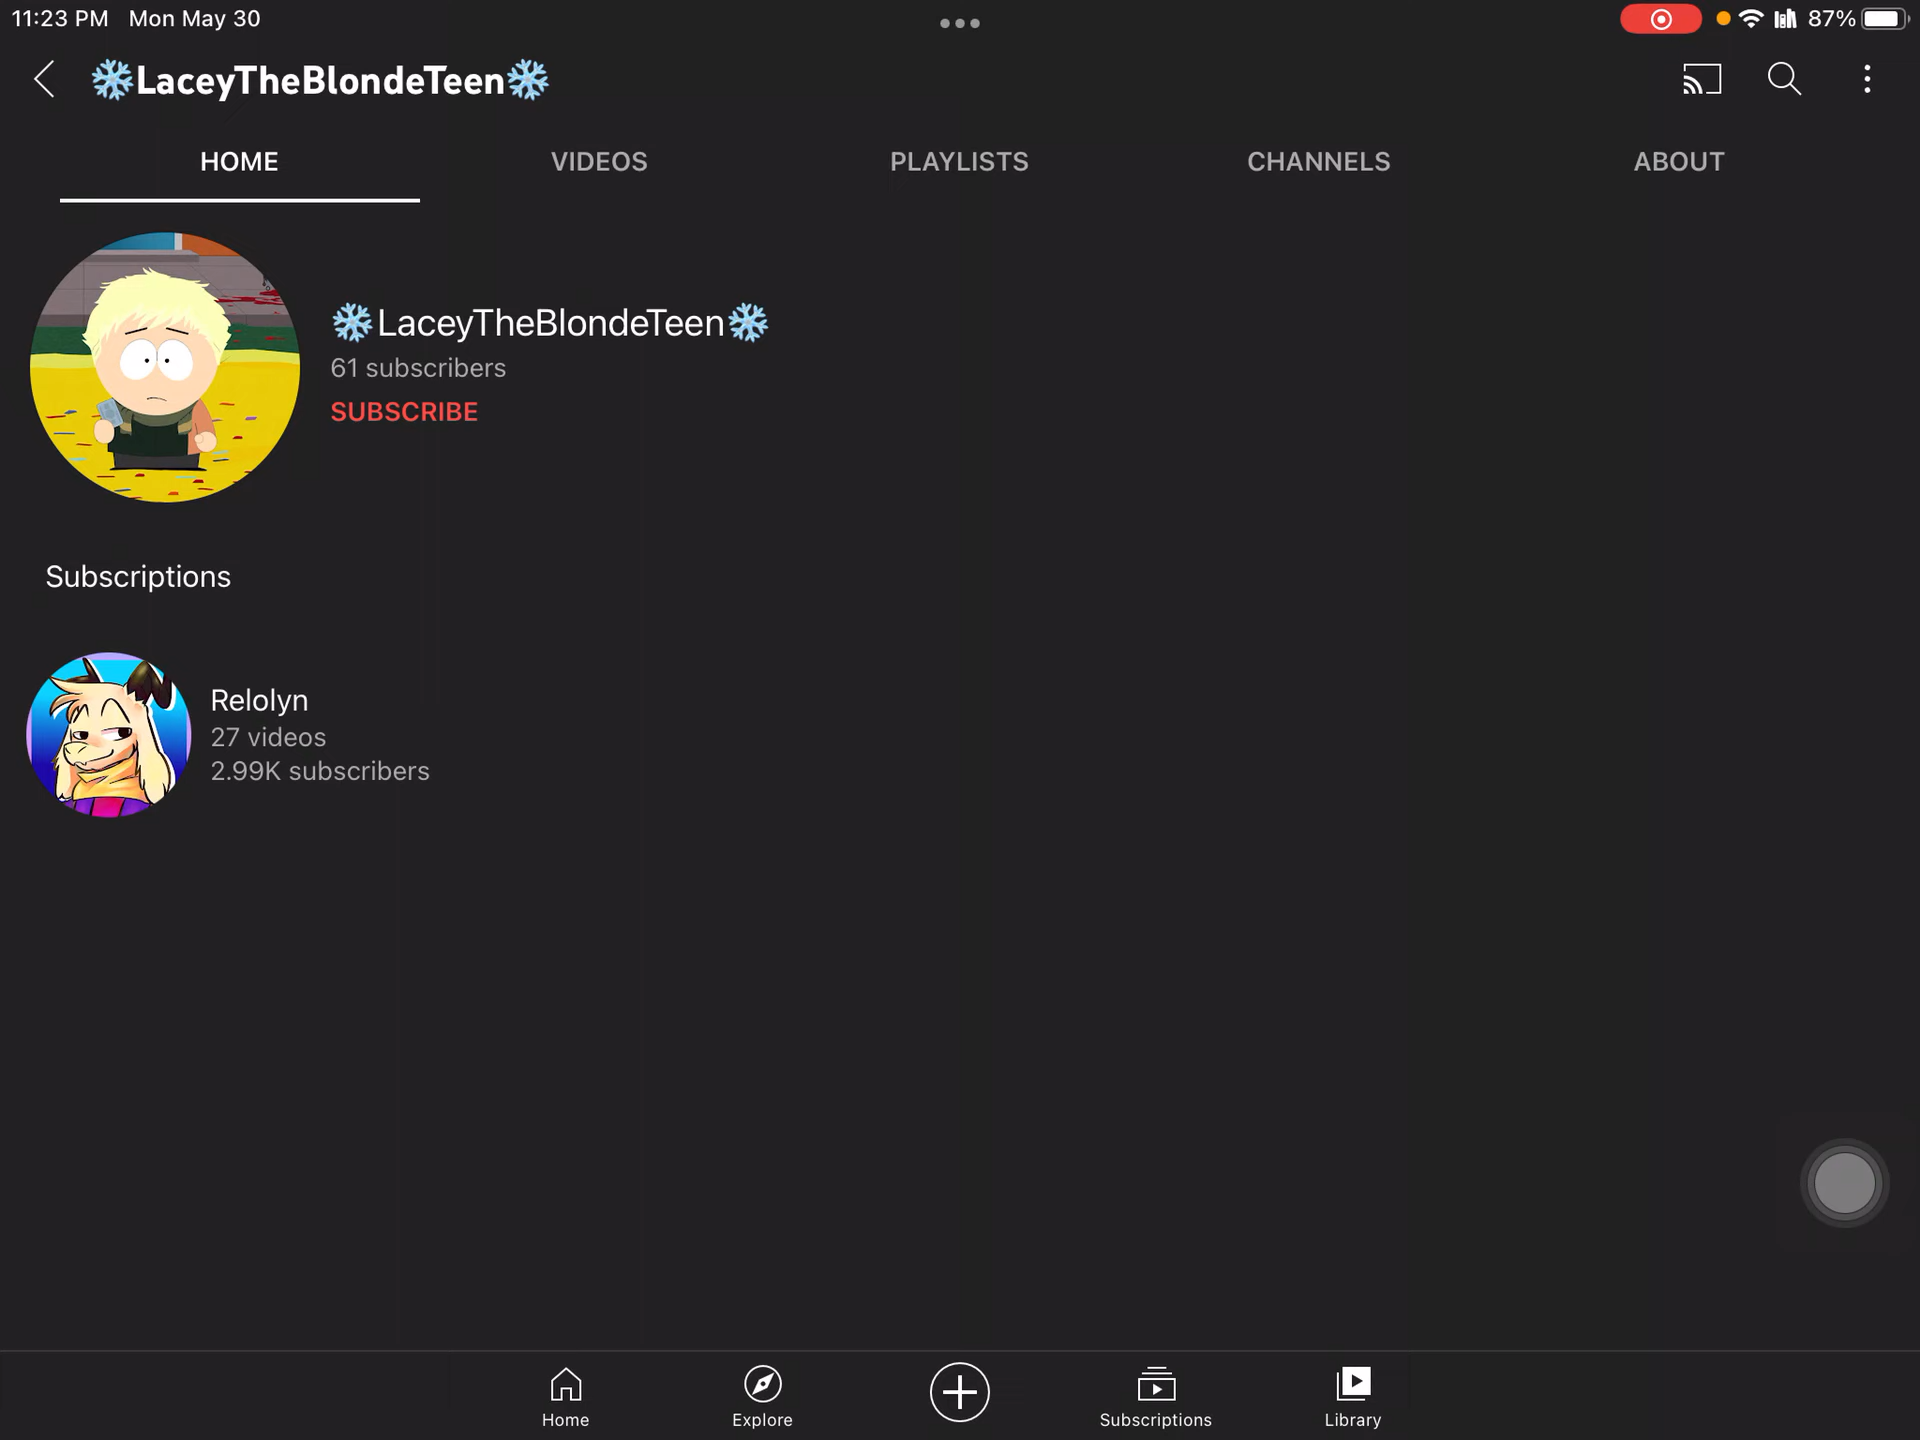 11:23 PM Mon May 30
87%
❄️LaceyTheBlondeTeen❄️
HOME
VIDEOS
PLAYLISTS
CHANNELS
ABOUT
❄️LaceyTheBlondeTeen❄️
61 subscribers
SUBSCRIBE
Subscriptions
Relolyn
27 videos
2.99K subscribers
Home
Explore
Subscriptions
Library